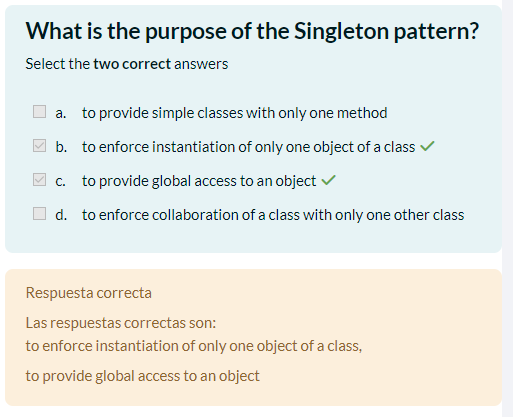 What is the purpose of the Singleton pattern?
Select the two correct answers
a. to provide simple classes with only one method
b. to enforce instantiation of only one object of a class
c. to provide global access to an object
d. to enforce collaboration of a class with only one other class
Respuesta correcta
Las respuestas correctas son:
to enforce instantiation of only one object of a class,
to provide global access to an object